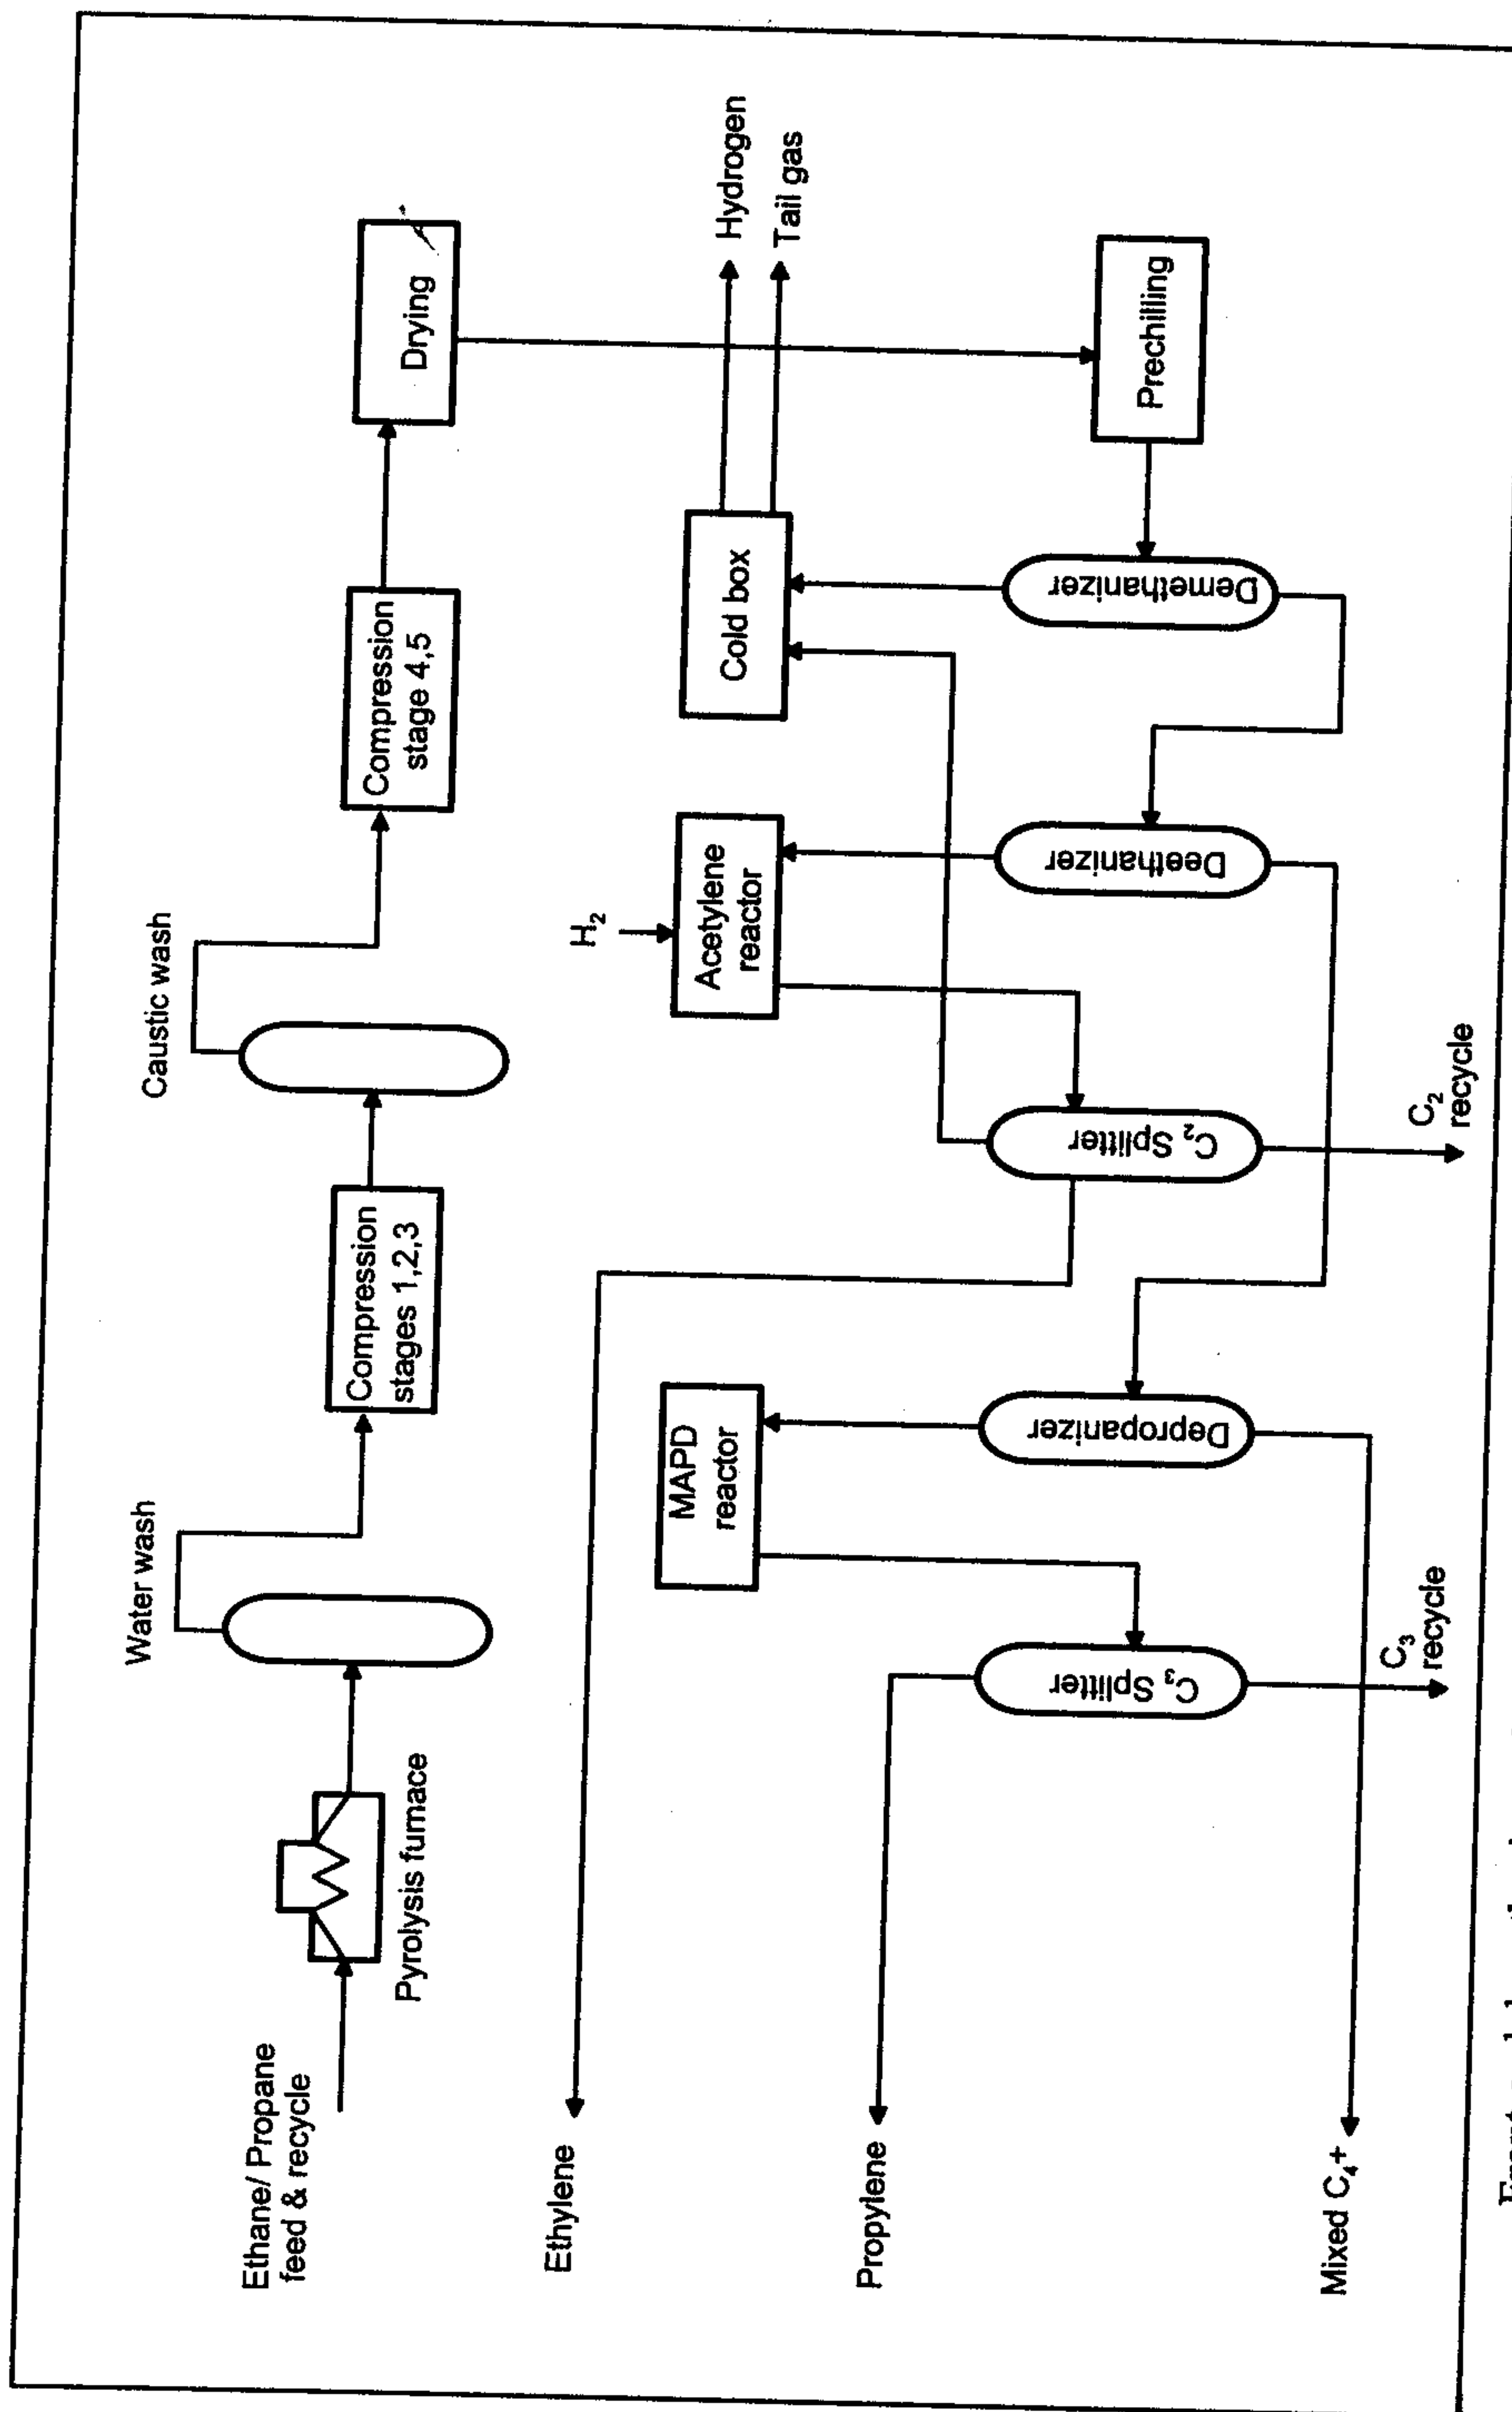 Water wash
Caustic wash
Ethane/ Propane
feed & recycle
Pyrolysis furnace
Compression
stages 1,2,3
Compression
stage 4,5
Drying
Hydrogen
Tail gas
H₂
Acetylene
reactor
Cold box
MAPD
reactor
Ethylene
Propylene
C₃ Splitter
Depropanizer
C₂ Splitter
Deethanizer
Demethanizer
Prechilling
C₃
recycle
C₂
recycle
Mixed C₄+